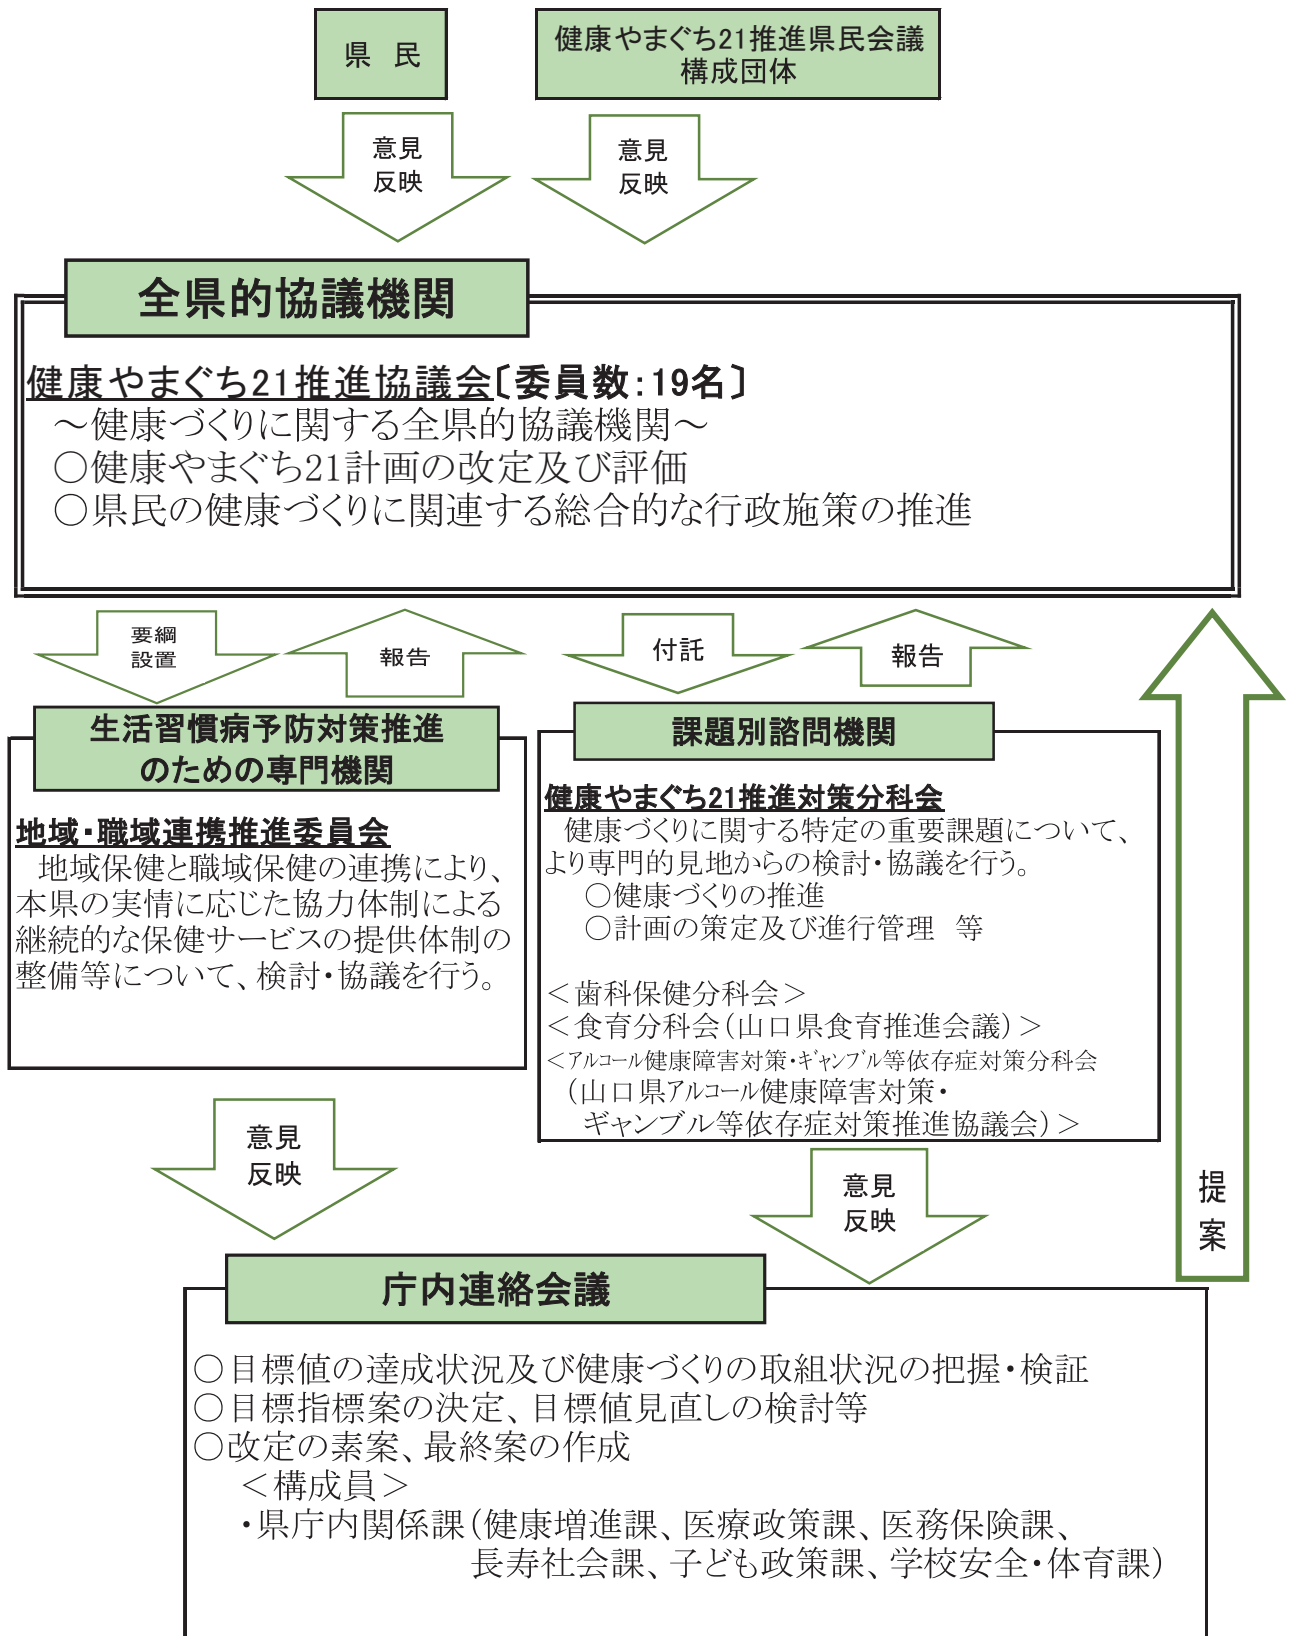 県　民
健康やまぐち21推進県民会議
構成団体
意見
反映
意見
反映
全県的協議機関
健康やまぐち21推進協議会〔委員数：19名〕
～健康づくりに関する全県的協議機関～
○健康やまぐち21計画の改定及び評価
○県民の健康づくりに関連する総合的な行政施策の推進
要綱
設置
報告
付託
報告
生活習慣病予防対策推進
のための専門機関
地域・職域連携推進委員会
地域保健と職域保健の連携により、
本県の実情に応じた協力体制による
継続的な保健サービスの提供体制の
整備等について、検討・協議を行う。
課題別諮問機関
健康やまぐち21推進対策分科会
健康づくりに関する特定の重要課題について、
より専門的見地からの検討・協議を行う。
○健康づくりの推進
○計画の策定及び進行管理　等
＜歯科保健分科会＞
＜食育分科会（山口県食育推進会議）＞
＜ｱﾙｺｰﾙ健康障害対策・ｷﾞｬﾝﾌﾞﾙ等依存症対策分科会
（山口県ｱﾙｺｰﾙ健康障害対策・
ギャンブル等依存症対策推進協議会）＞
意見
反映
意見
反映
提
案
庁内連絡会議
○目標値の達成状況及び健康づくりの取組状況の把握・検証
○目標指標案の決定、目標値見直しの検討等
○改定の素案、最終案の作成
＜構成員＞
・県庁内関係課（健康増進課、医療政策課、医務保険課、
長寿社会課、子ども政策課、学校安全・体育課）